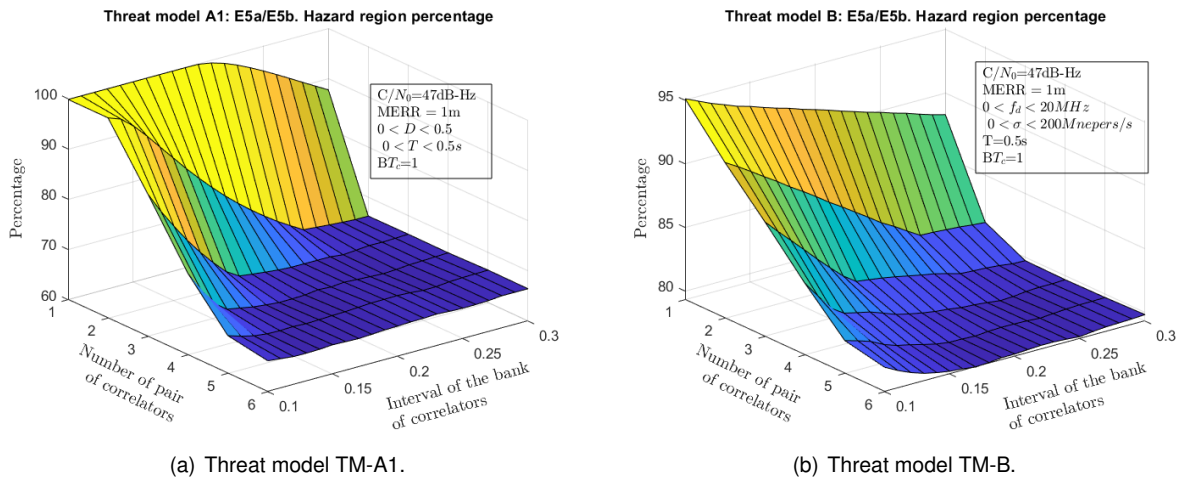 Threat model A1: E5a/E5b. Hazard region percentage
100
90
80
70
60
Percentage
C/N₀=47dB-Hz
MERR = 1m
0 < D < 0.5
0 < T < 0.5s
BT_c=1
1
2
3
4
5
6
Number of pair
of correlators
0.1
0.15
0.2
0.25
0.3
Interval of the bank
of correlators
(a) Threat model TM-A1.
Threat model B: E5a/E5b. Hazard region percentage
95
90
85
80
Percentage
C/N₀=47dB-Hz
MERR = 1m
0 < f_d < 20MHz
0 < σ < 200Mnepers/s
T=0.5s
BT_c=1
1
2
3
4
5
6
Number of pair
of correlators
0.1
0.15
0.2
0.25
0.3
Interval of the bank
of correlators
(b) Threat model TM-B.